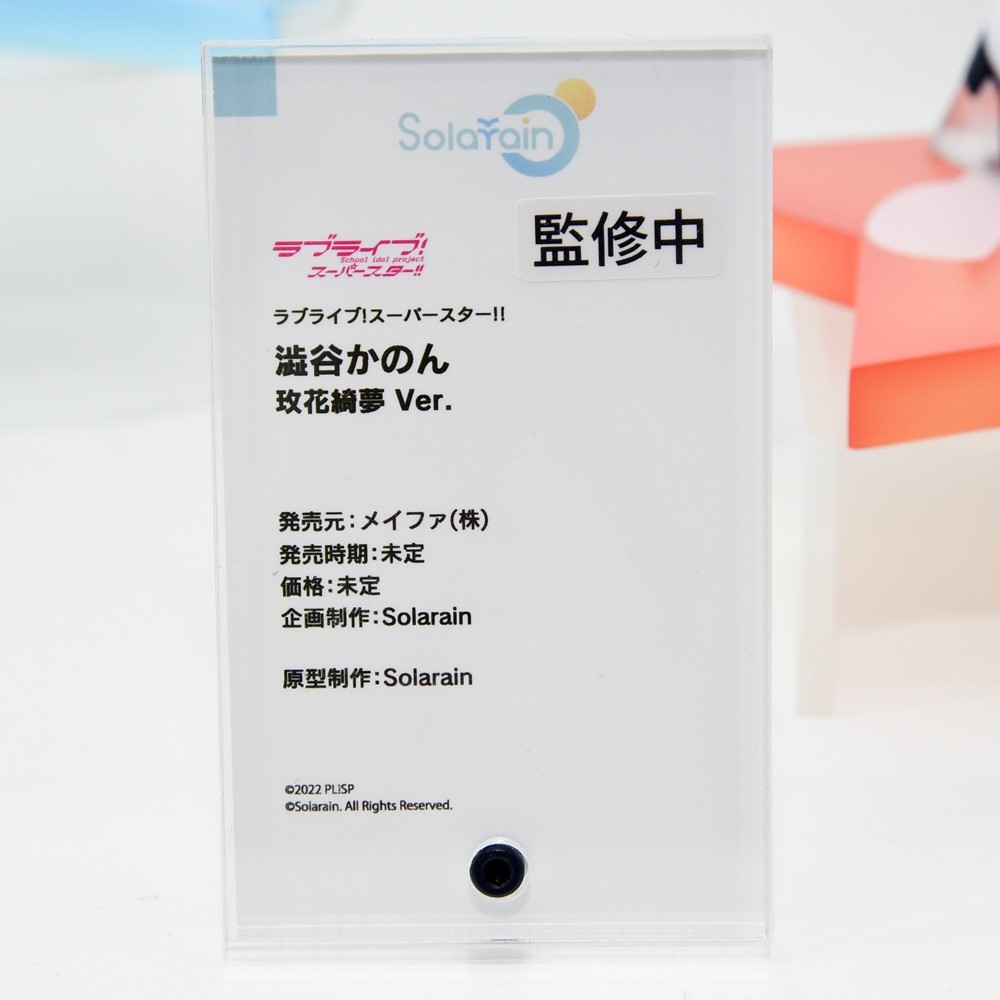 Solarain
監修中
ラブライブ!
School idol project
スーパースター!!
ラブライブ!スーパースター!!
澁谷かのん
玫花綺夢 Ver.
発売元:メイファ(株)
発売時期:未定
価格:未定
企画制作:Solarain
原型制作:Solarain
©2022 PL!SP
©Solarain. All Rights Reserved.